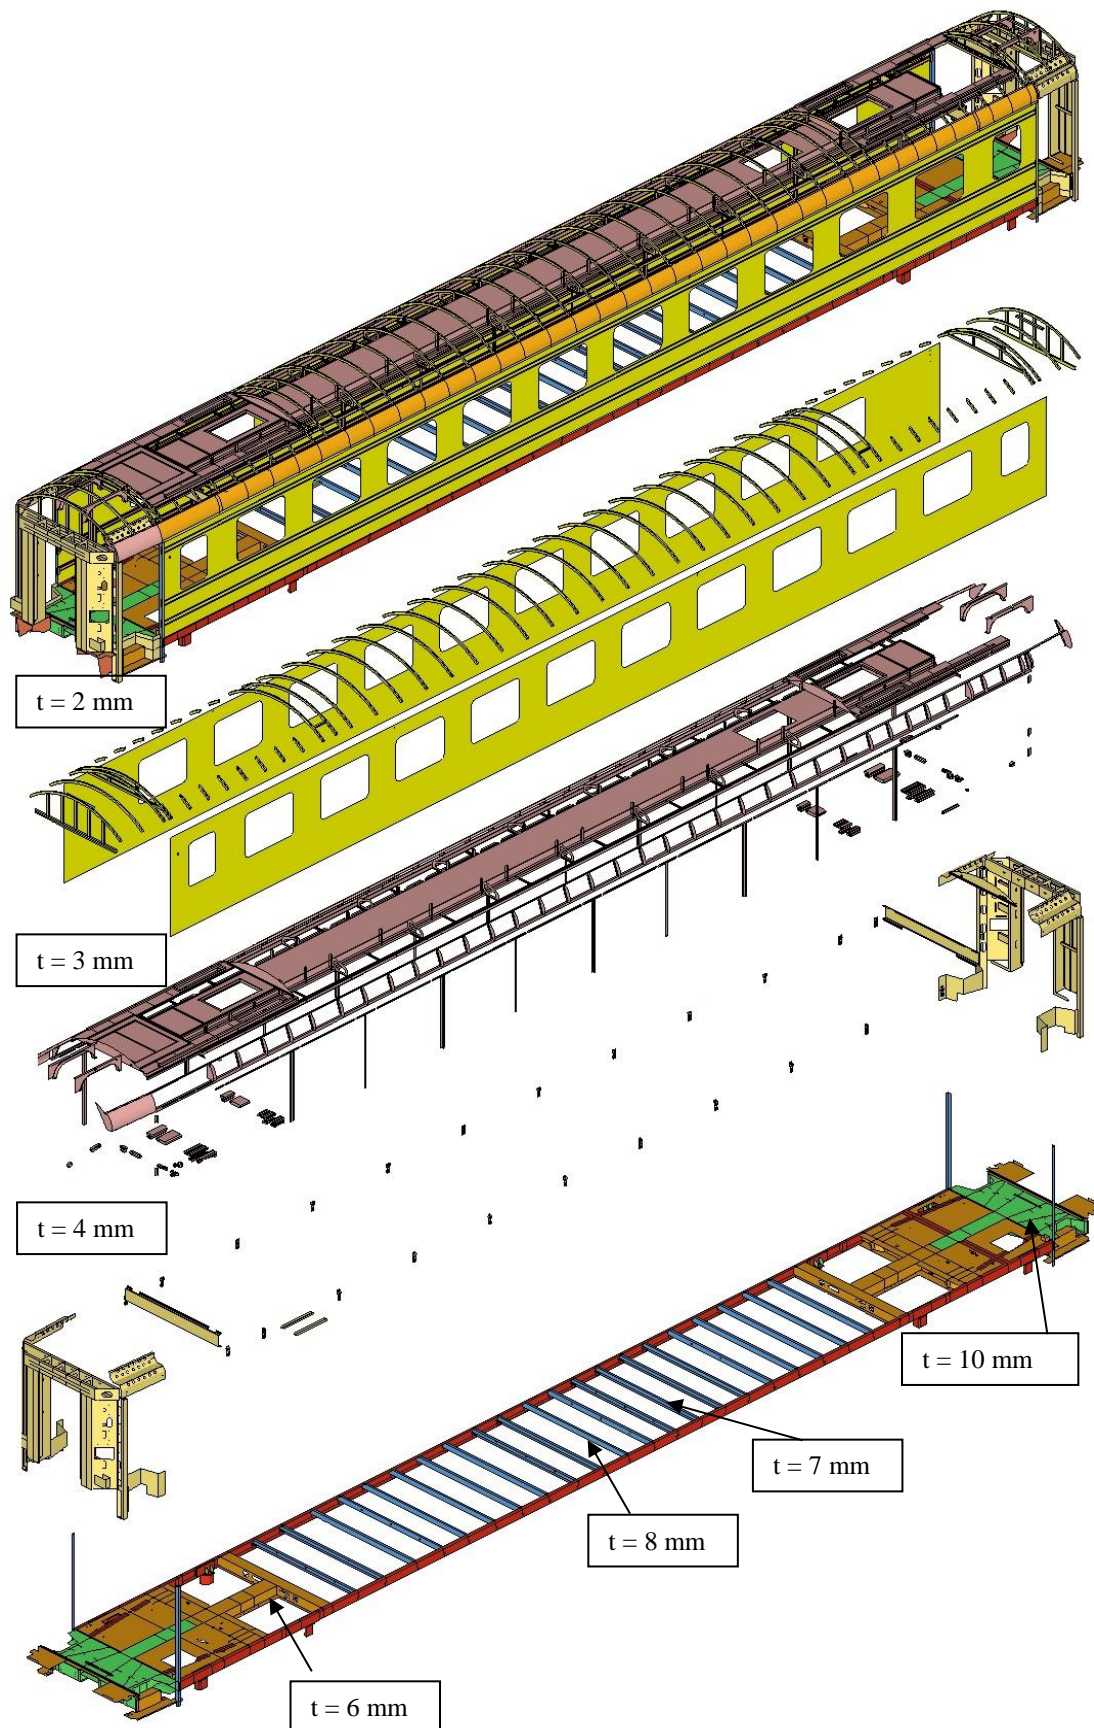 t = 2 mm
t = 3 mm
t = 4 mm
t = 10 mm
t = 7 mm
t = 8 mm
t = 6 mm